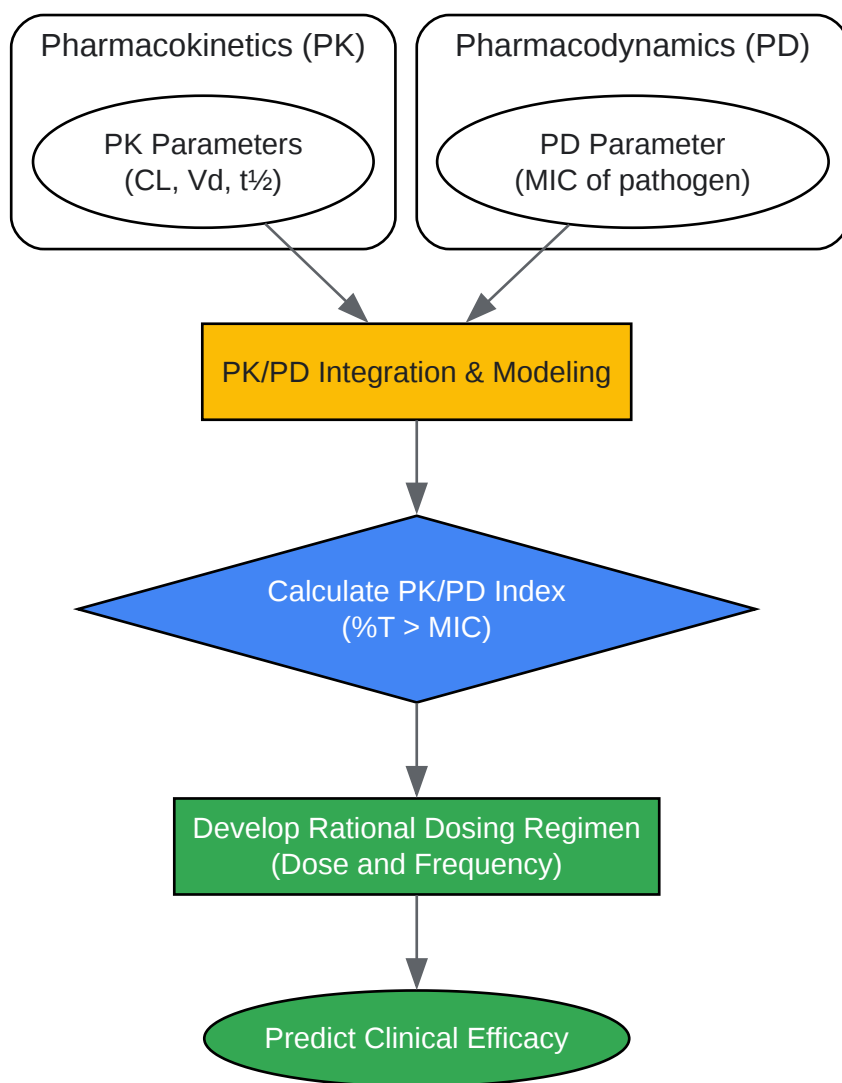 Pharmacokinetics (PK)
Pharmacodynamics (PD)
PK Parameters
(CL, Vd, t½)
PD Parameter
(MIC of pathogen)
PK/PD Integration & Modeling
Calculate PK/PD Index
(%T > MIC)
Develop Rational Dosing Regimen
(Dose and Frequency)
Predict Clinical Efficacy